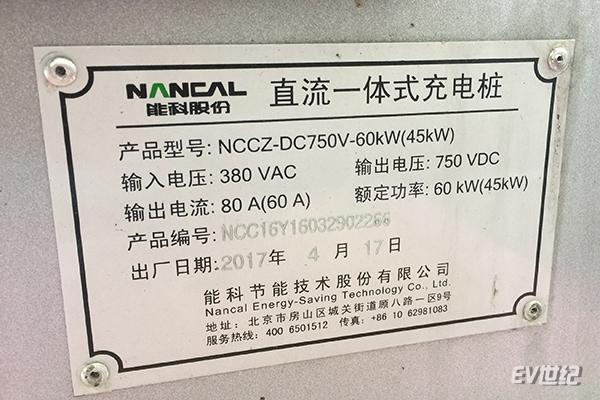 NANCAL
能科股份
直流一体式充电桩
产品型号: NCCZ-DC750V-60kW(45kW)
输入电压: 380 VAC 输出电压: 750 VDC
输出电流: 80 A(60 A) 额定功率: 60 kW(45kW)
产品编号: NCC16Y16032902266
出厂日期: 2017年 4 月 17日
能科节能技术股份有限公司
Nancal Energy-Saving Technology Co., Ltd.
地址: 北京市房山区城关街道顾八路一区9号
服务热线: 400 6501512 传真: +86 10 62981083
EV世纪